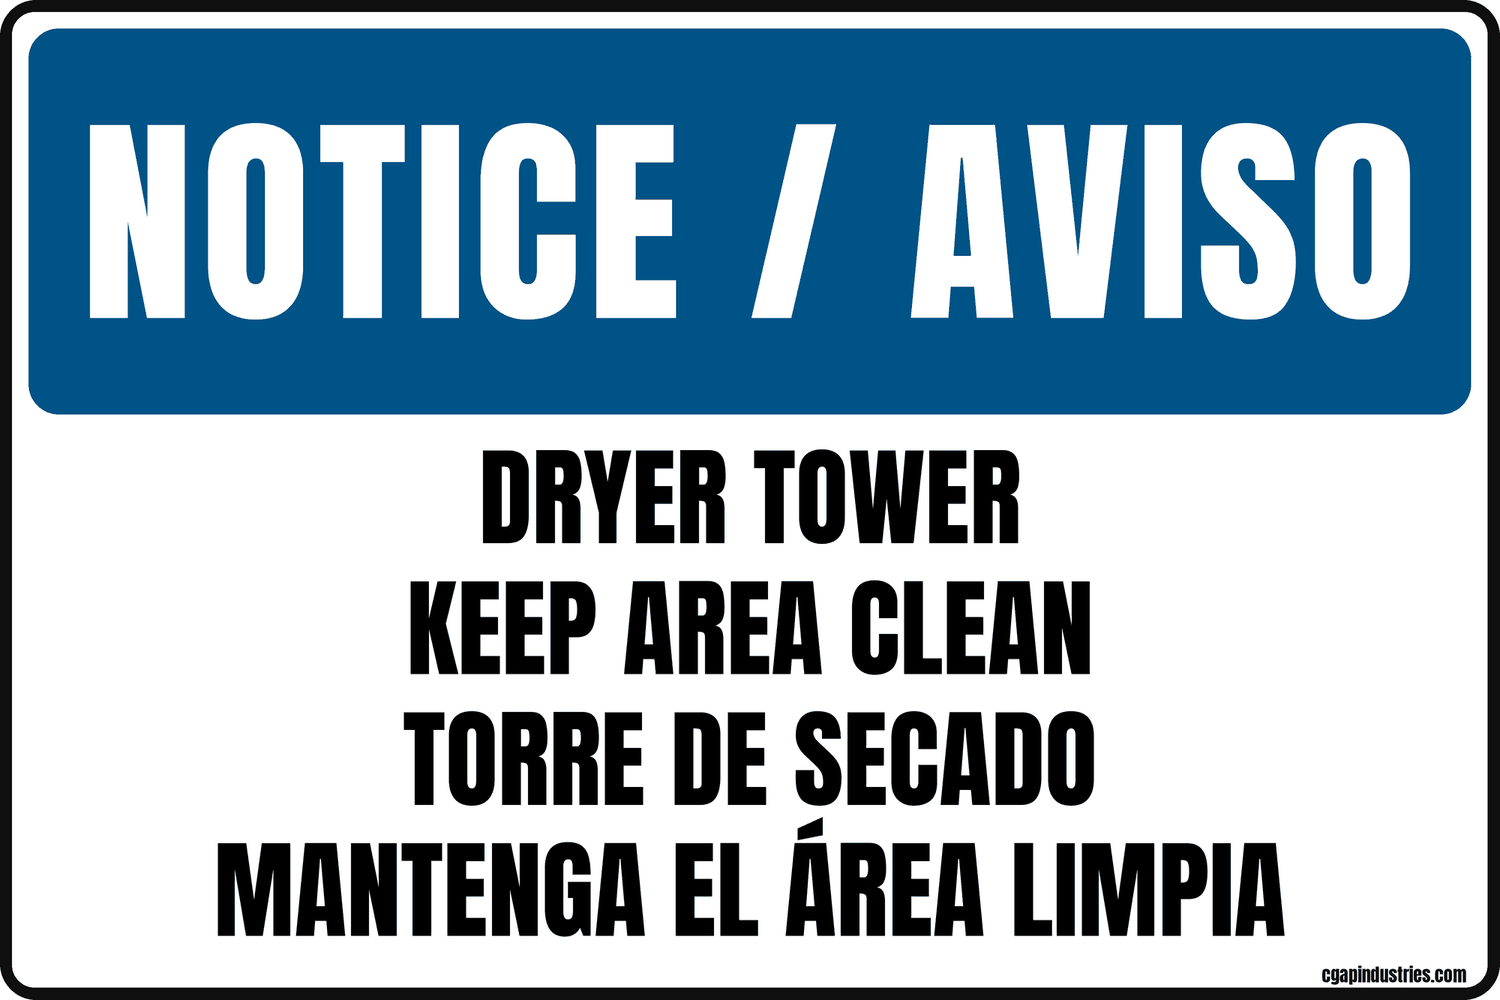 NOTICE / AVISO
DRYER TOWER
KEEP AREA CLEAN
TORRE DE SECADO
MANTENGA EL ÁREA LIMPIA
cgapindustries.com